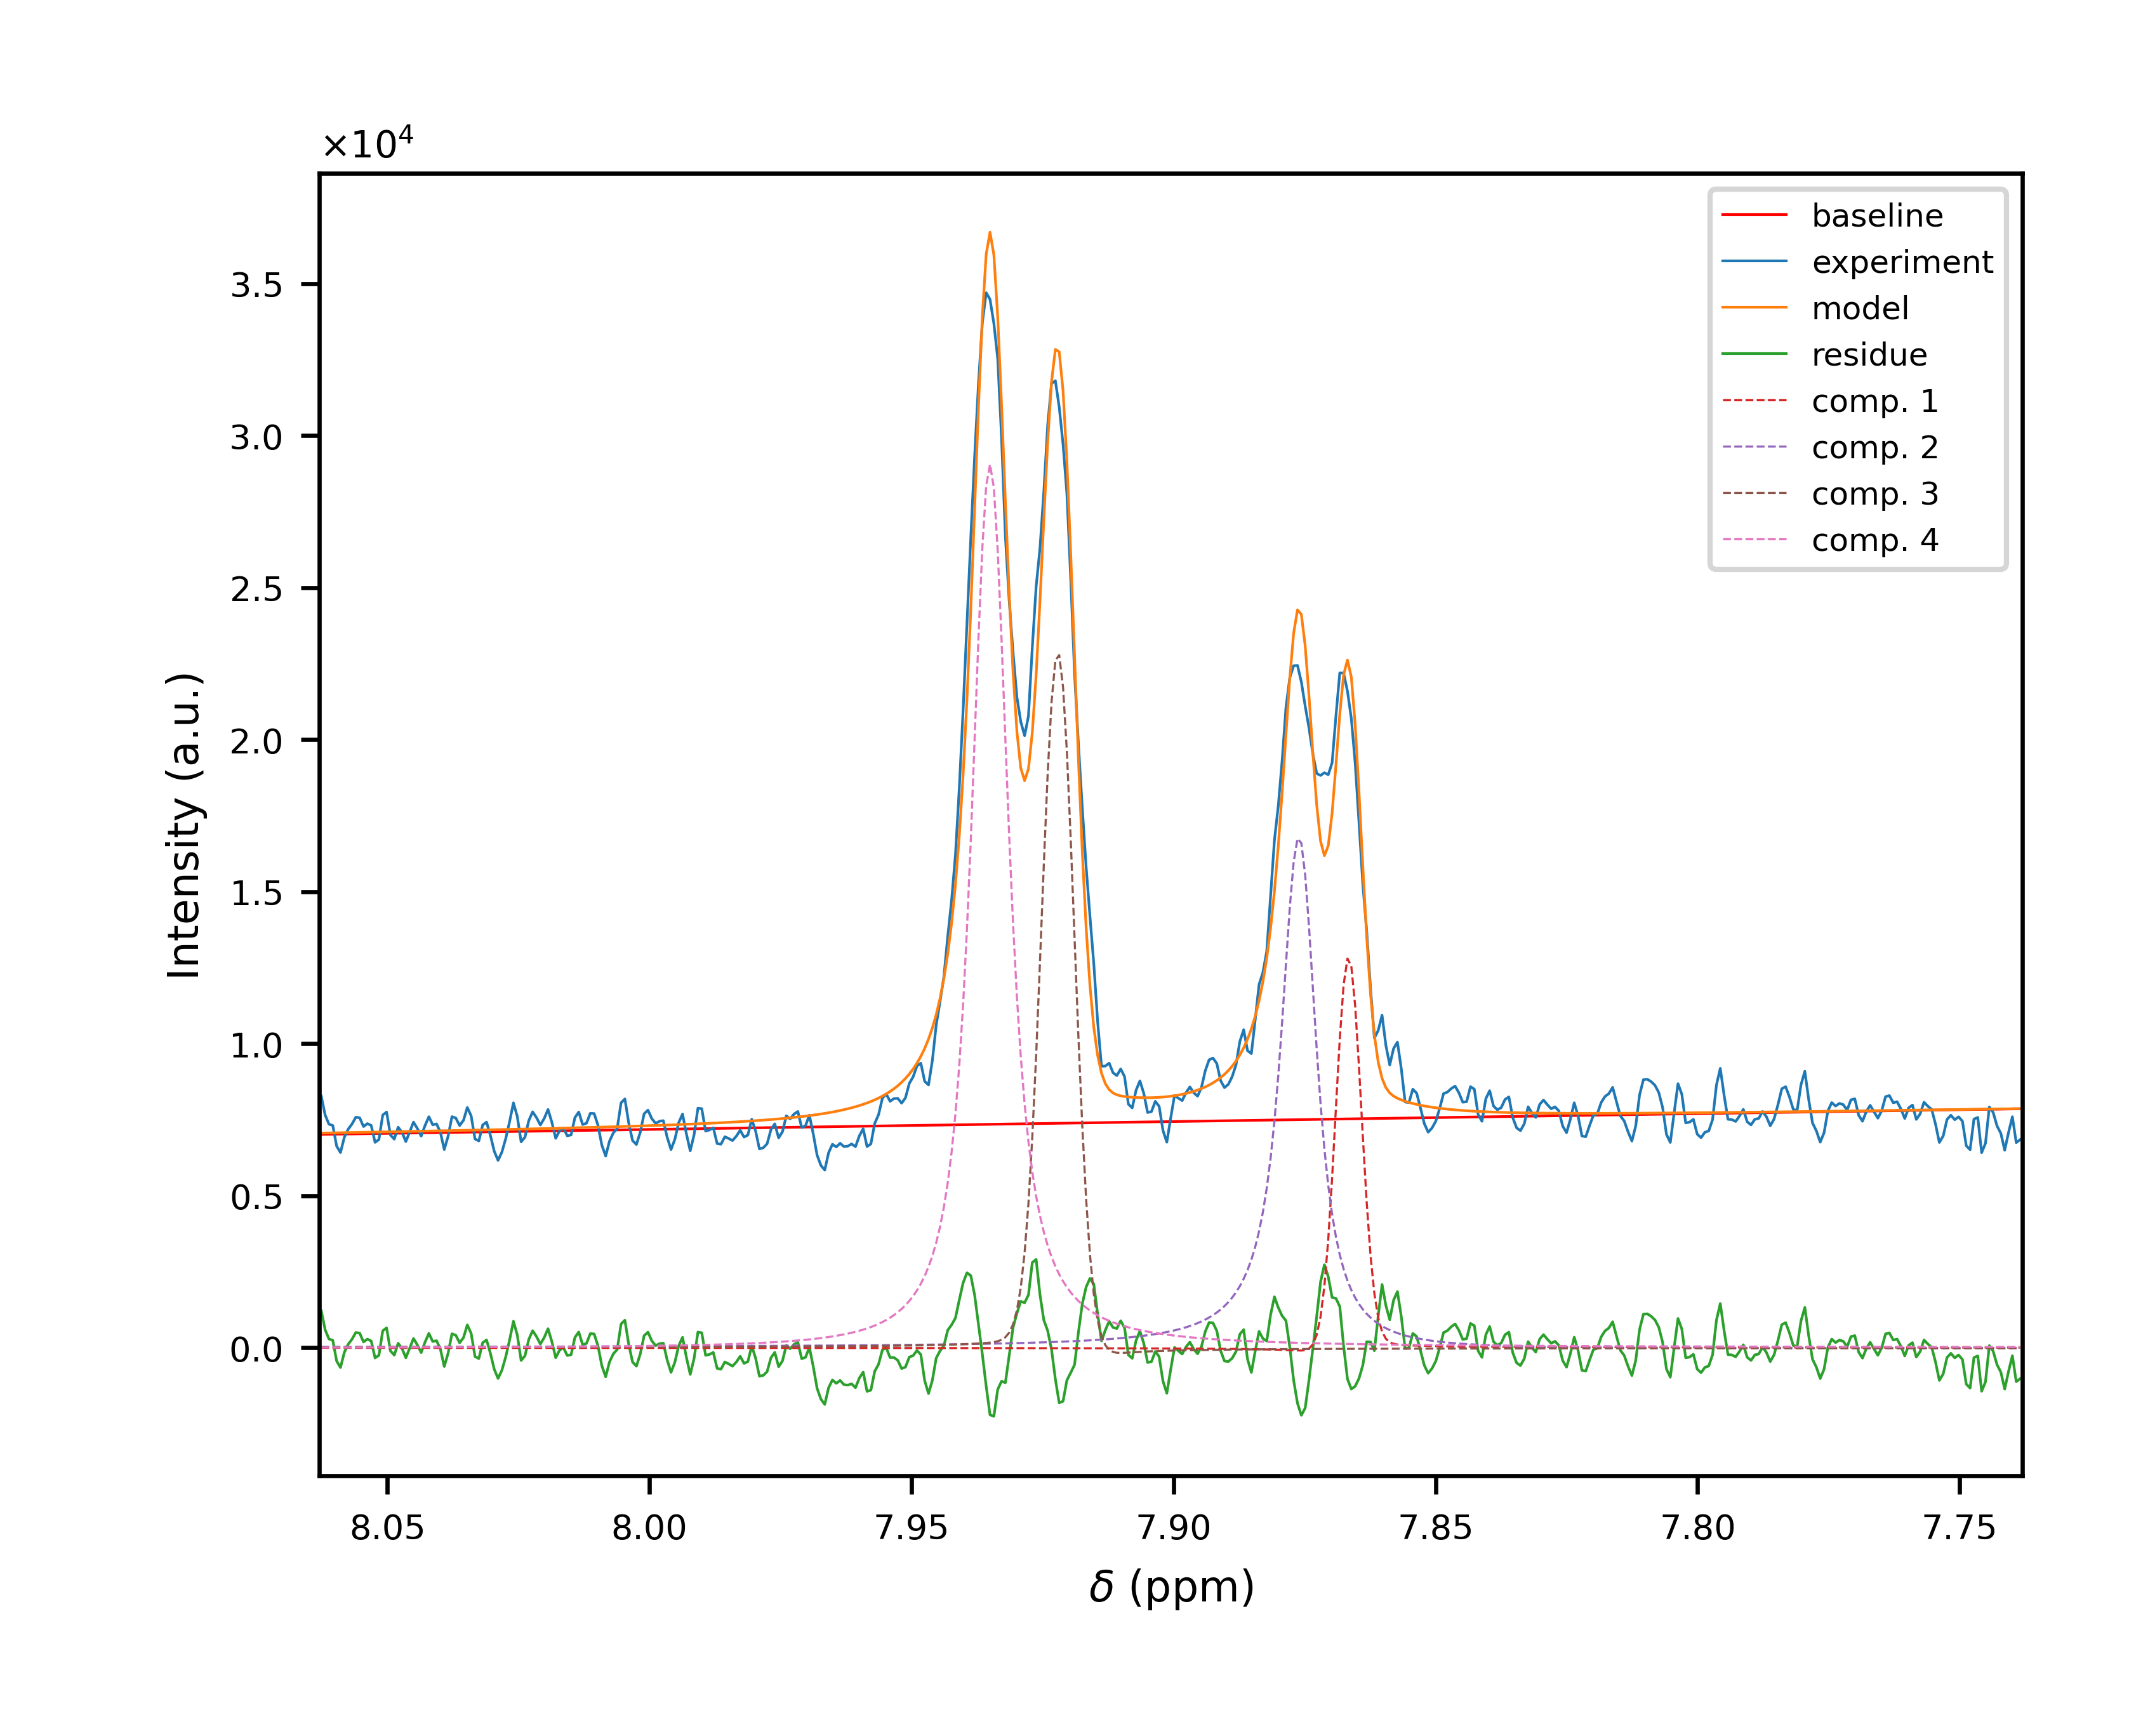 ×10⁴
3.5
3.0
2.5
2.0
1.5
1.0
0.5
0.0
Intensity (a.u.)
baseline
experiment
model
residue
comp. 1
comp. 2
comp. 3
comp. 4
8.05 8.00 7.95 7.90 7.85 7.80 7.75
δ (ppm)